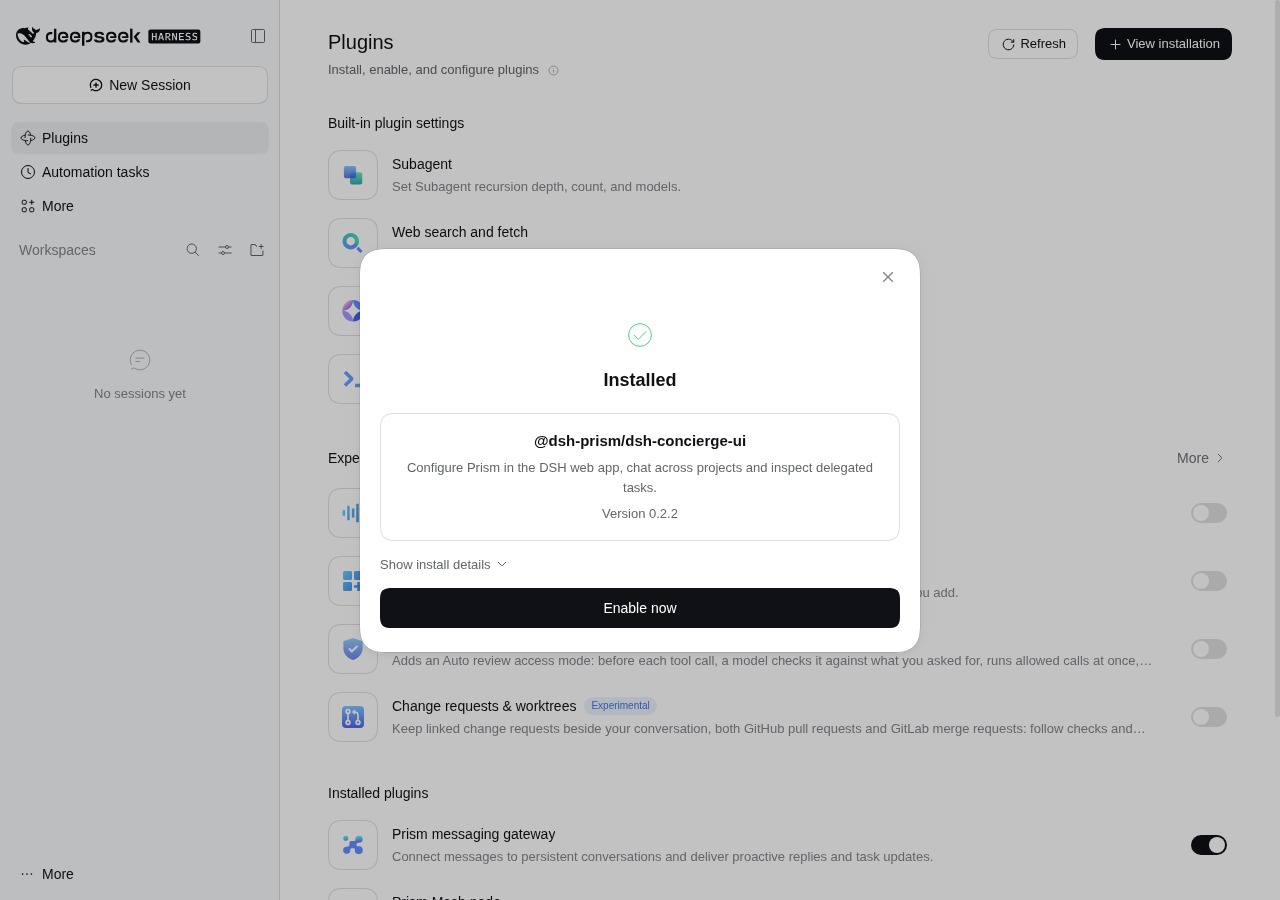 deepseek HARNESS
New Session
Plugins
Automation tasks
More
Workspaces
No sessions yet
More
Plugins
Install, enable, and configure plugins
Refresh
View installation
Built-in plugin settings
Subagent
Set Subagent recursion depth, count, and models.
Web search and fetch
Installed
@dsh-prism/dsh-concierge-ui
Configure Prism in the DSH web app, chat across projects and inspect delegated
tasks.
Version 0.2.2
Show install details
Enable now
Expe
More
ou add.
Adds an Auto review access mode: before each tool call, a model checks it against what you asked for, runs allowed calls at once,…
Change requests & worktrees Experimental
Keep linked change requests beside your conversation, both GitHub pull requests and GitLab merge requests: follow checks and…
Installed plugins
Prism messaging gateway
Connect messages to persistent conversations and deliver proactive replies and task updates.
Prism Mesh node